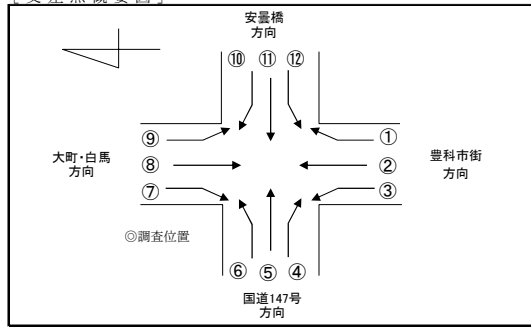 [交差点概要図]
安曇橋
方向
⑩ ⑪ ⑫
⑨ ①
大町・白馬
方向
⑧ ②
豊科市街
方向
⑦ ③
◎調査位置
⑥ ⑤ ④
国道147号
方向